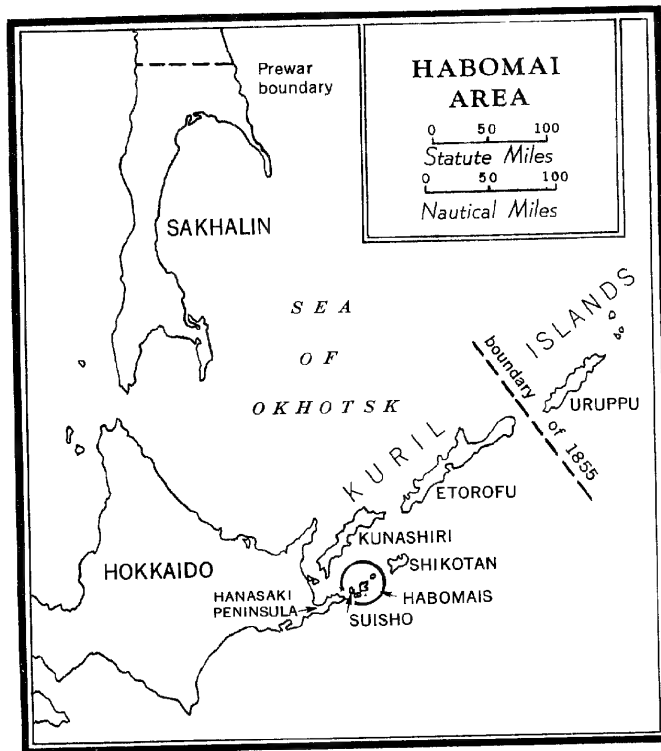 HABOMAI
AREA
0 50 100
Statute Miles
0 50 100
Nautical Miles
Prewar
boundary
SAKHALIN
SEA
OF
OKHOTSK
KURIL ISLANDS
boundary of 1855
URUPPU
ETOROFU
KUNASHIRI
SHIKOTAN
HOKKAIDO
HANASAKI
PENINSULA
HABOMAIS
SUISHO